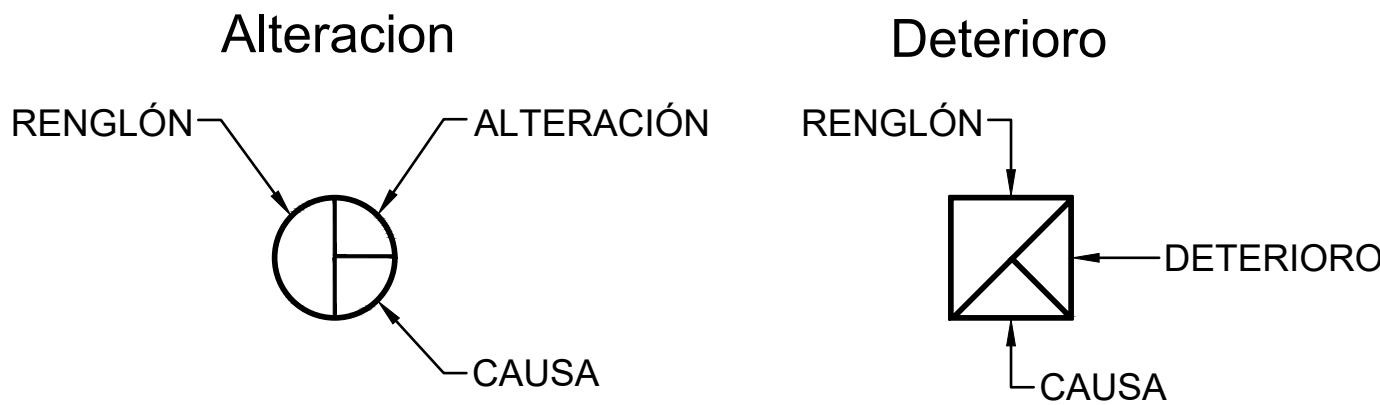 Alteracion
RENGLÓN
ALTERACIÓN
CAUSA
Deterioro
RENGLÓN
DETERIORO
CAUSA